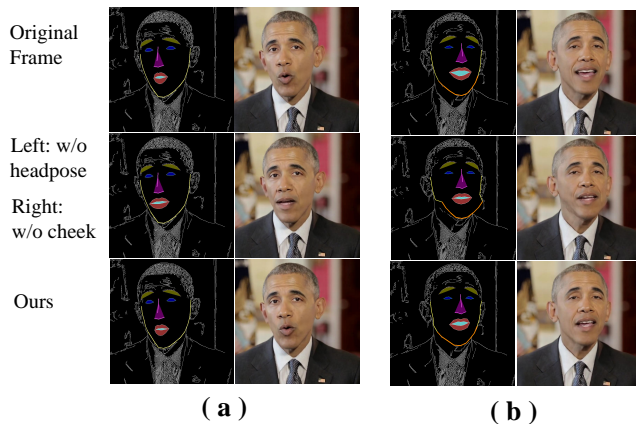 Original
Frame
Left: w/o
headpose
Right:
w/o cheek
Ours
( a )
( b )